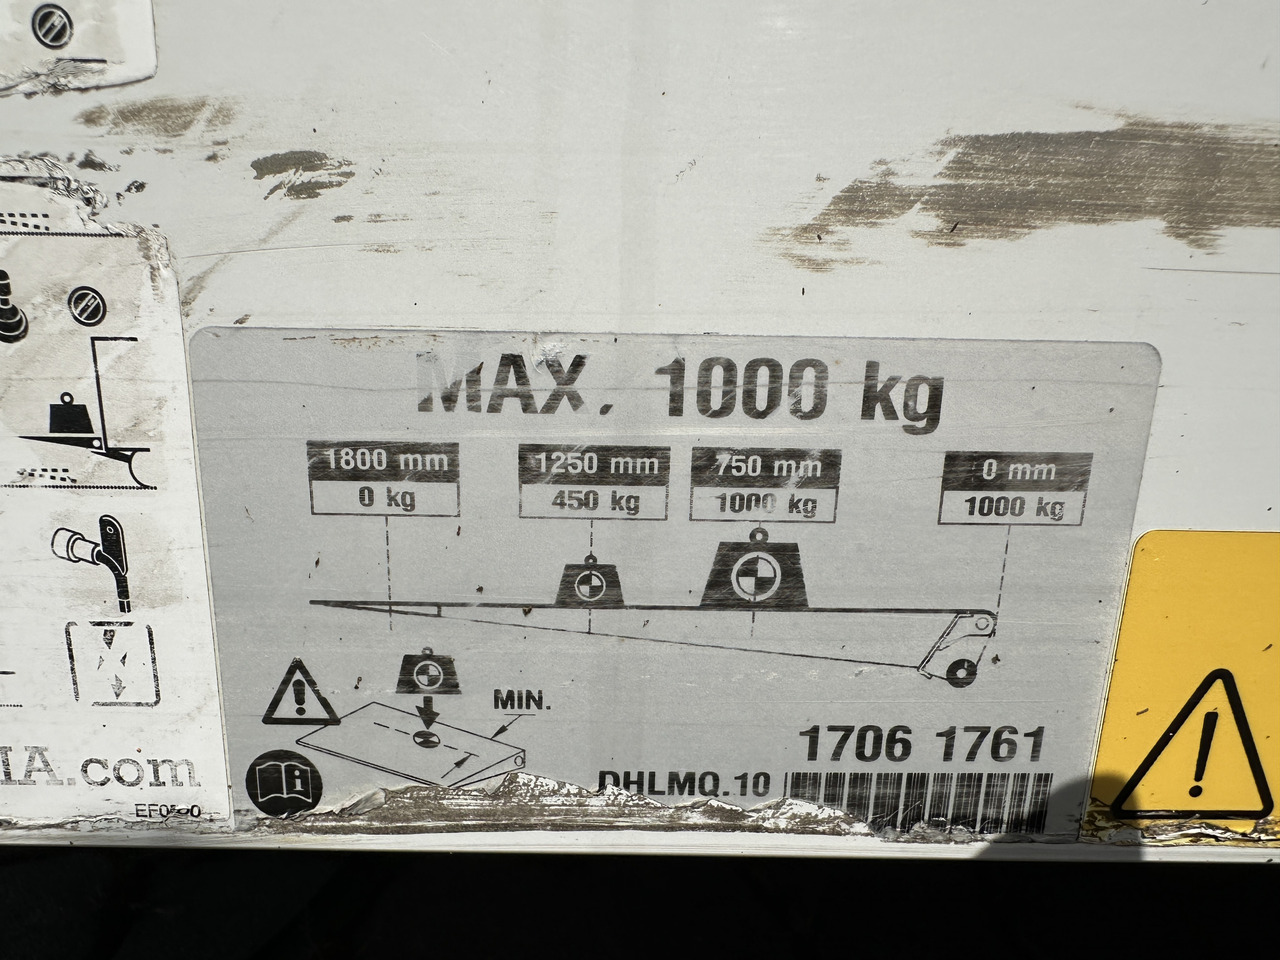 MAX. 1000 kg
1800 mm 1250 mm 750 mm 0 mm
0 kg 450 kg 1000 kg 1000 kg
MIN.
1706 1761
DHLMQ.10
IA.com